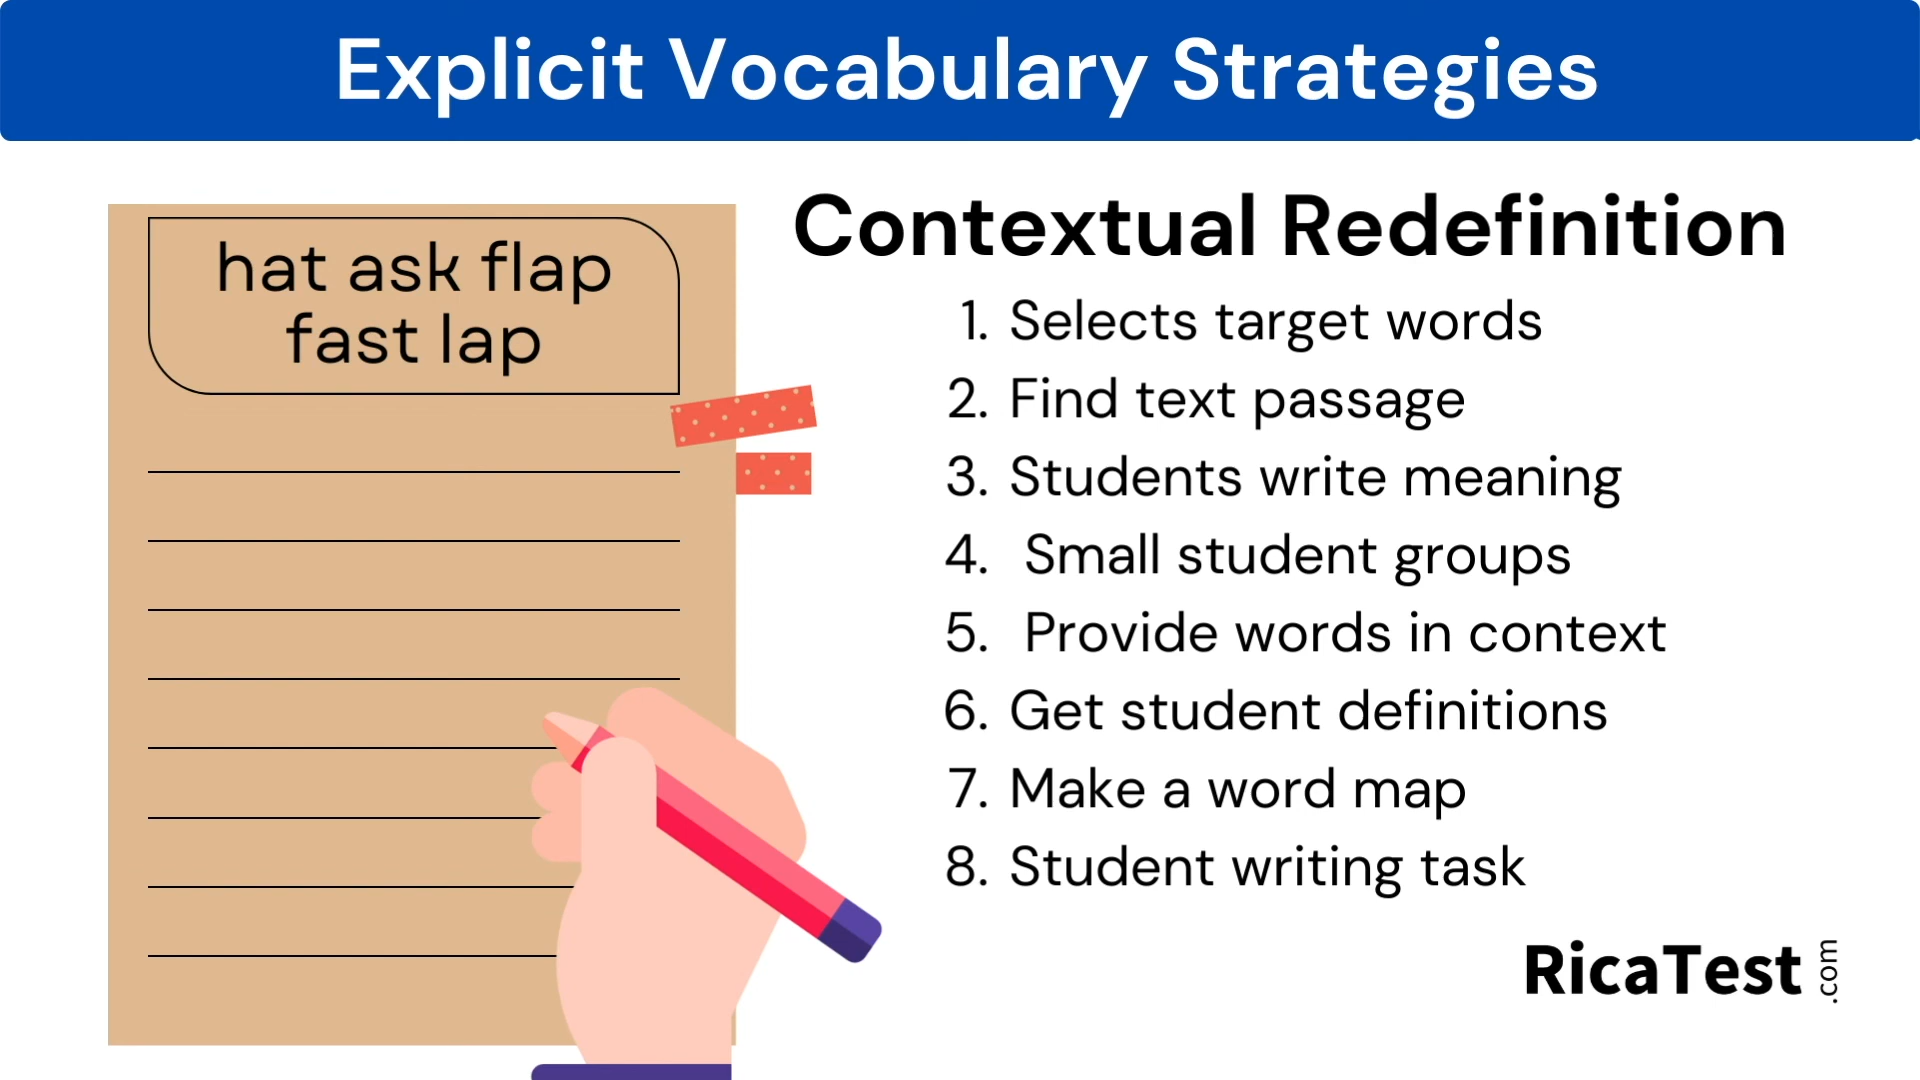 Explicit Vocabulary Strategies
hat ask flap
fast lap
Contextual Redefinition
1. Selects target words
2. Find text passage
3. Students write meaning
4. Small student groups
5. Provide words in context
6. Get student definitions
7. Make a word map
8. Student writing task
RicaTest .com